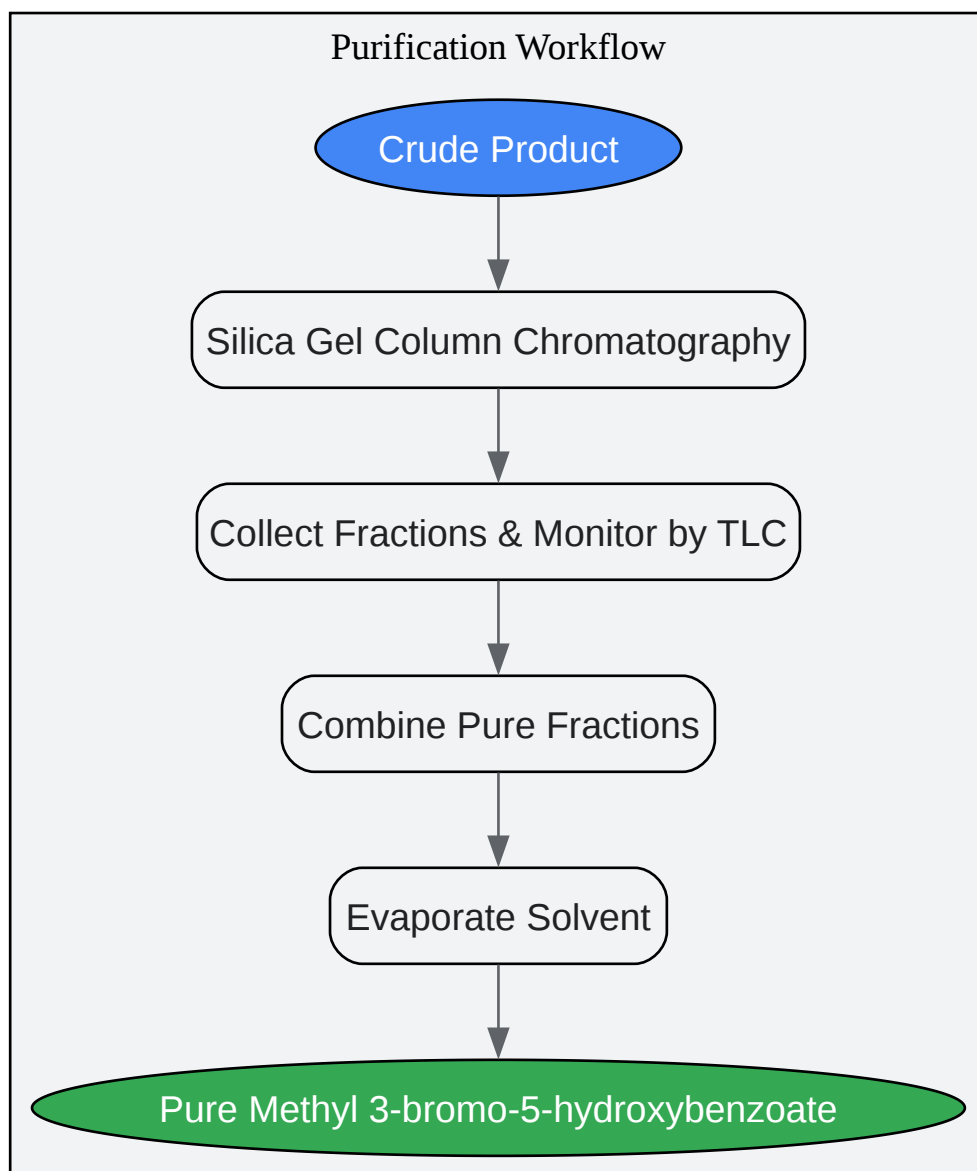 Purification Workflow
Crude Product
Silica Gel Column Chromatography
Collect Fractions & Monitor by TLC
Combine Pure Fractions
Evaporate Solvent
Pure Methyl 3-bromo-5-hydroxybenzoate